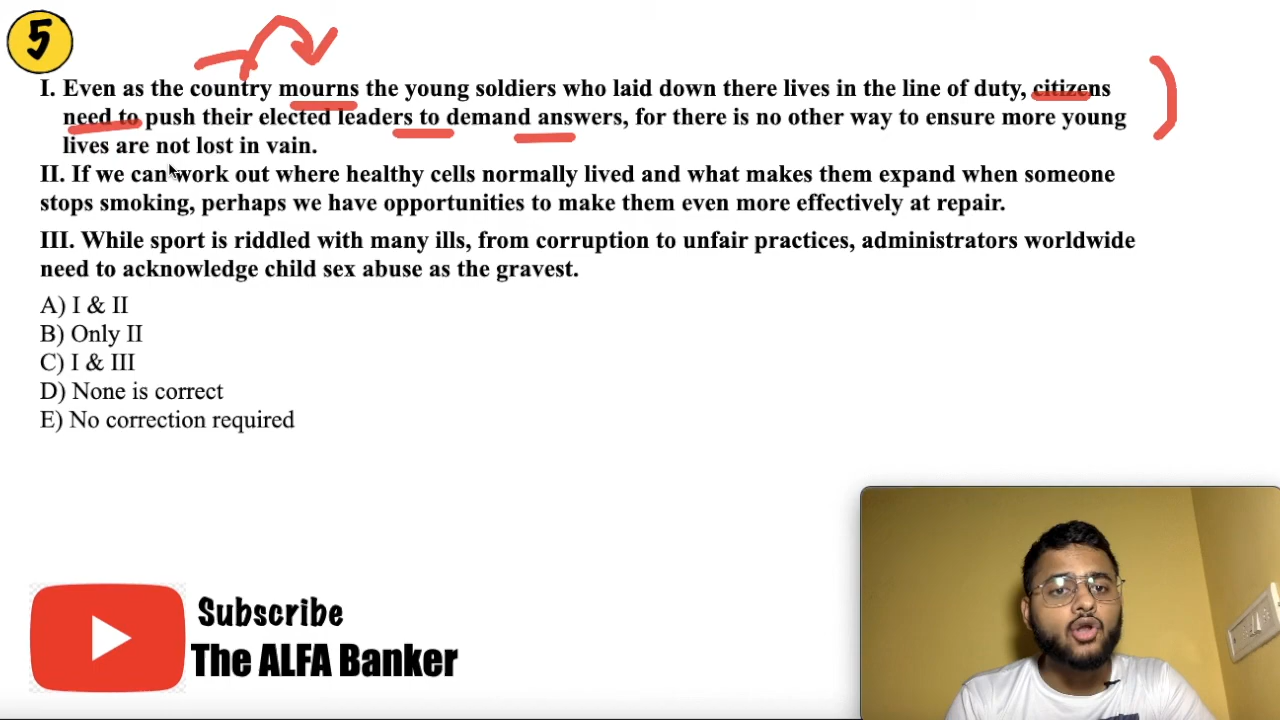 5
I. Even as the country mourns the young soldiers who laid down there lives in the line of duty, citizens
need to push their elected leaders to demand answers, for there is no other way to ensure more young
lives are not lost in vain.
II. If we can work out where healthy cells normally lived and what makes them expand when someone
stops smoking, perhaps we have opportunities to make them even more effectively at repair.
III. While sport is riddled with many ills, from corruption to unfair practices, administrators worldwide
need to acknowledge child sex abuse as the gravest.
A) I & II
B) Only II
C) I & III
D) None is correct
E) No correction required
Subscribe
The ALFA Banker